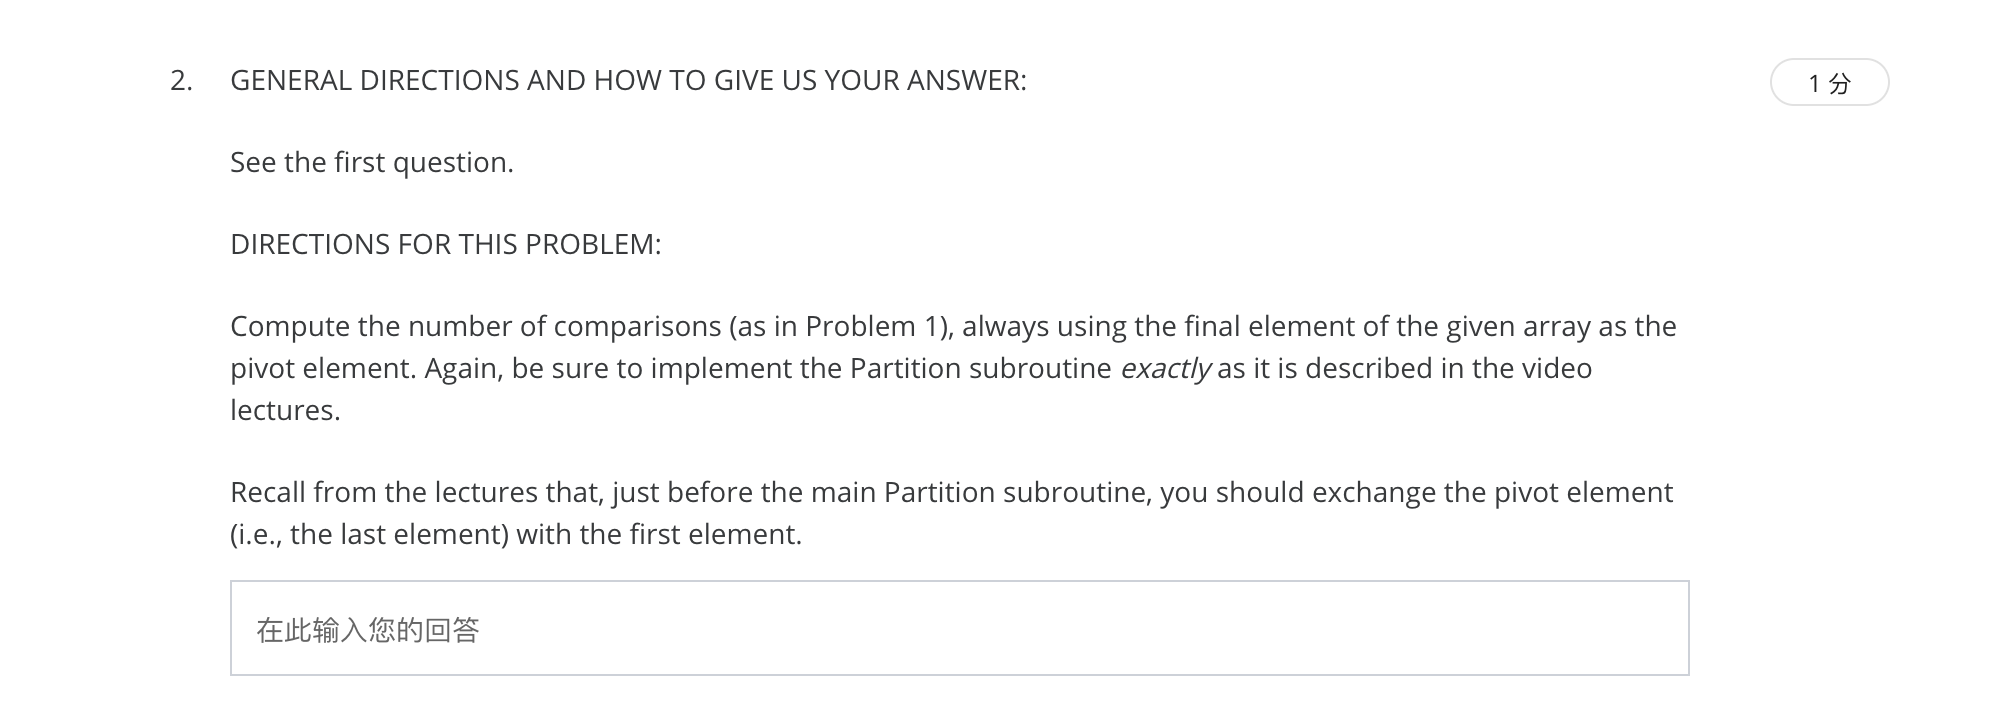 2. GENERAL DIRECTIONS AND HOW TO GIVE US YOUR ANSWER:
1 分
See the first question.
DIRECTIONS FOR THIS PROBLEM:
Compute the number of comparisons (as in Problem 1), always using the final element of the given array as the
pivot element. Again, be sure to implement the Partition subroutine exactly as it is described in the video
lectures.
Recall from the lectures that, just before the main Partition subroutine, you should exchange the pivot element
(i.e., the last element) with the first element.
在此输入您的回答